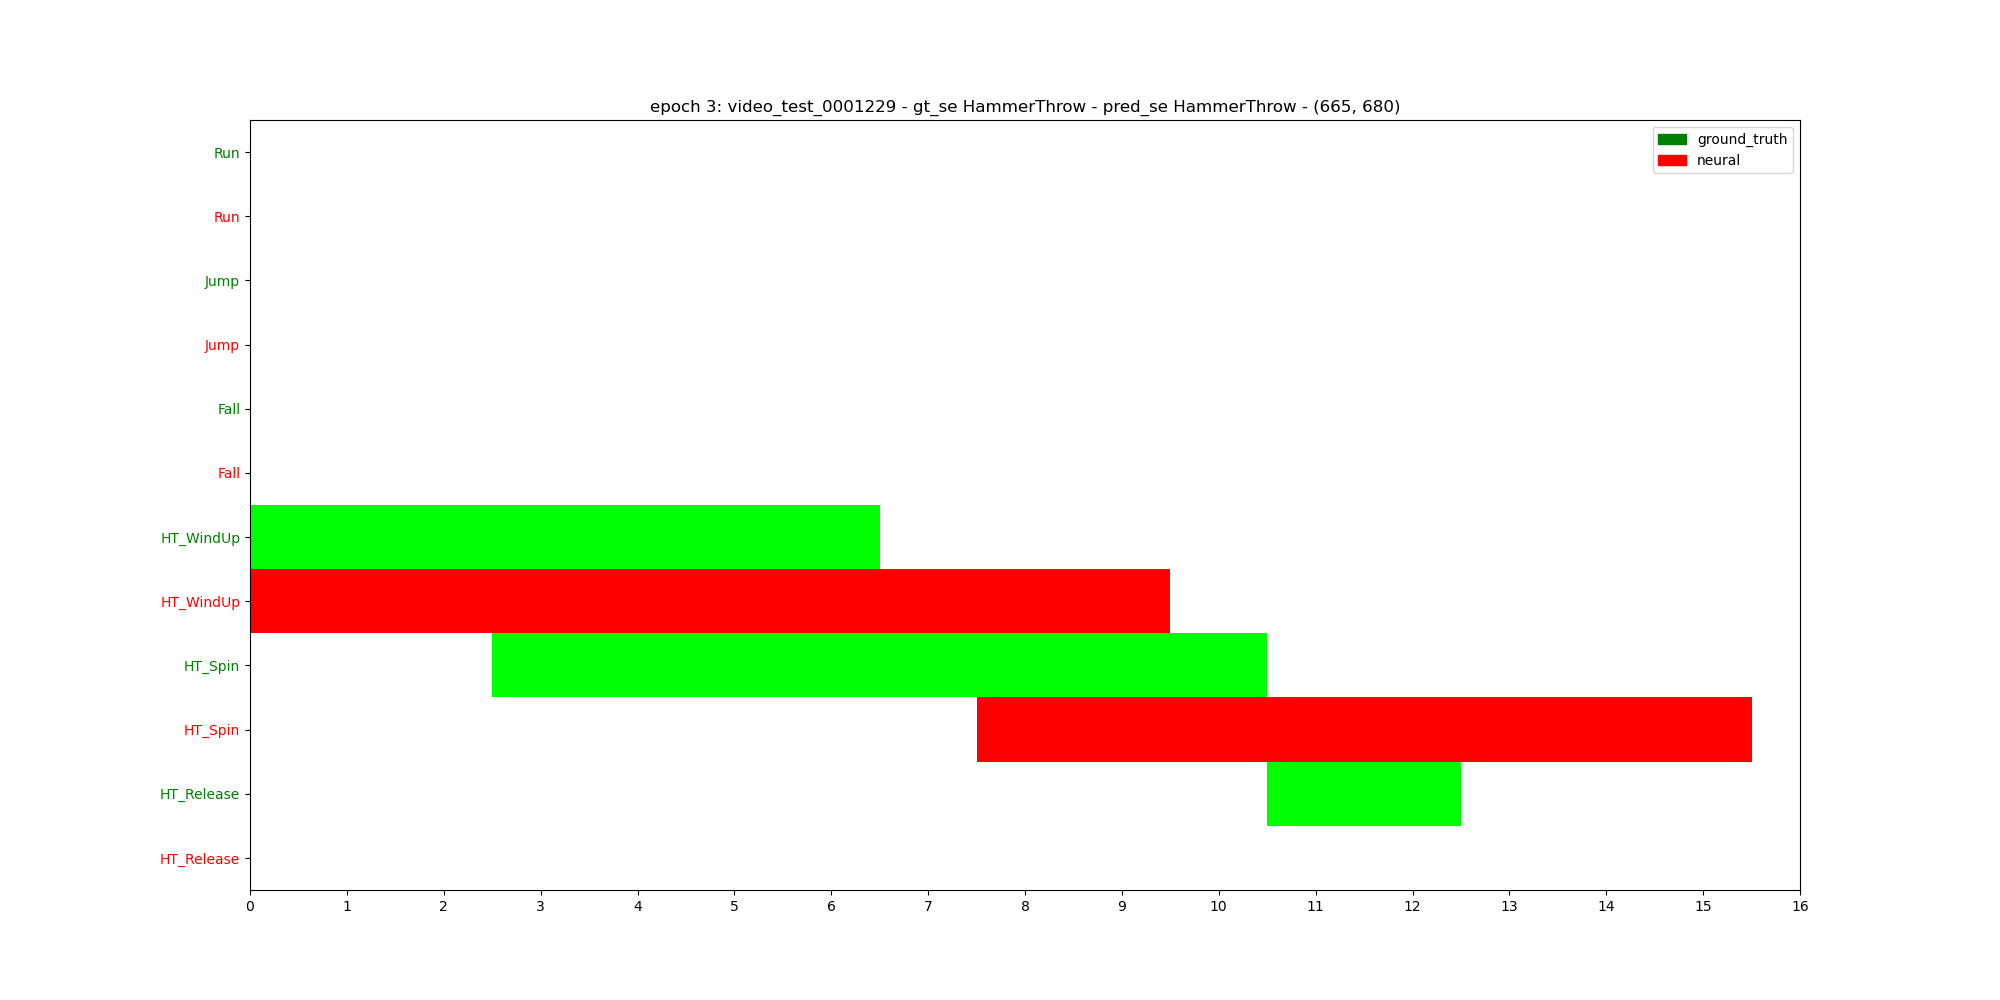 epoch 3: video_test_0001229 - gt_se HammerThrow - pred_se HammerThrow - (665, 680)
ground_truth
neural
Run
Run
Jump
Jump
Fall
Fall
HT_WindUp
HT_WindUp
HT_Spin
HT_Spin
HT_Release
HT_Release
0 1 2 3 4 5 6 7 8 9 10 11 12 13 14 15 16